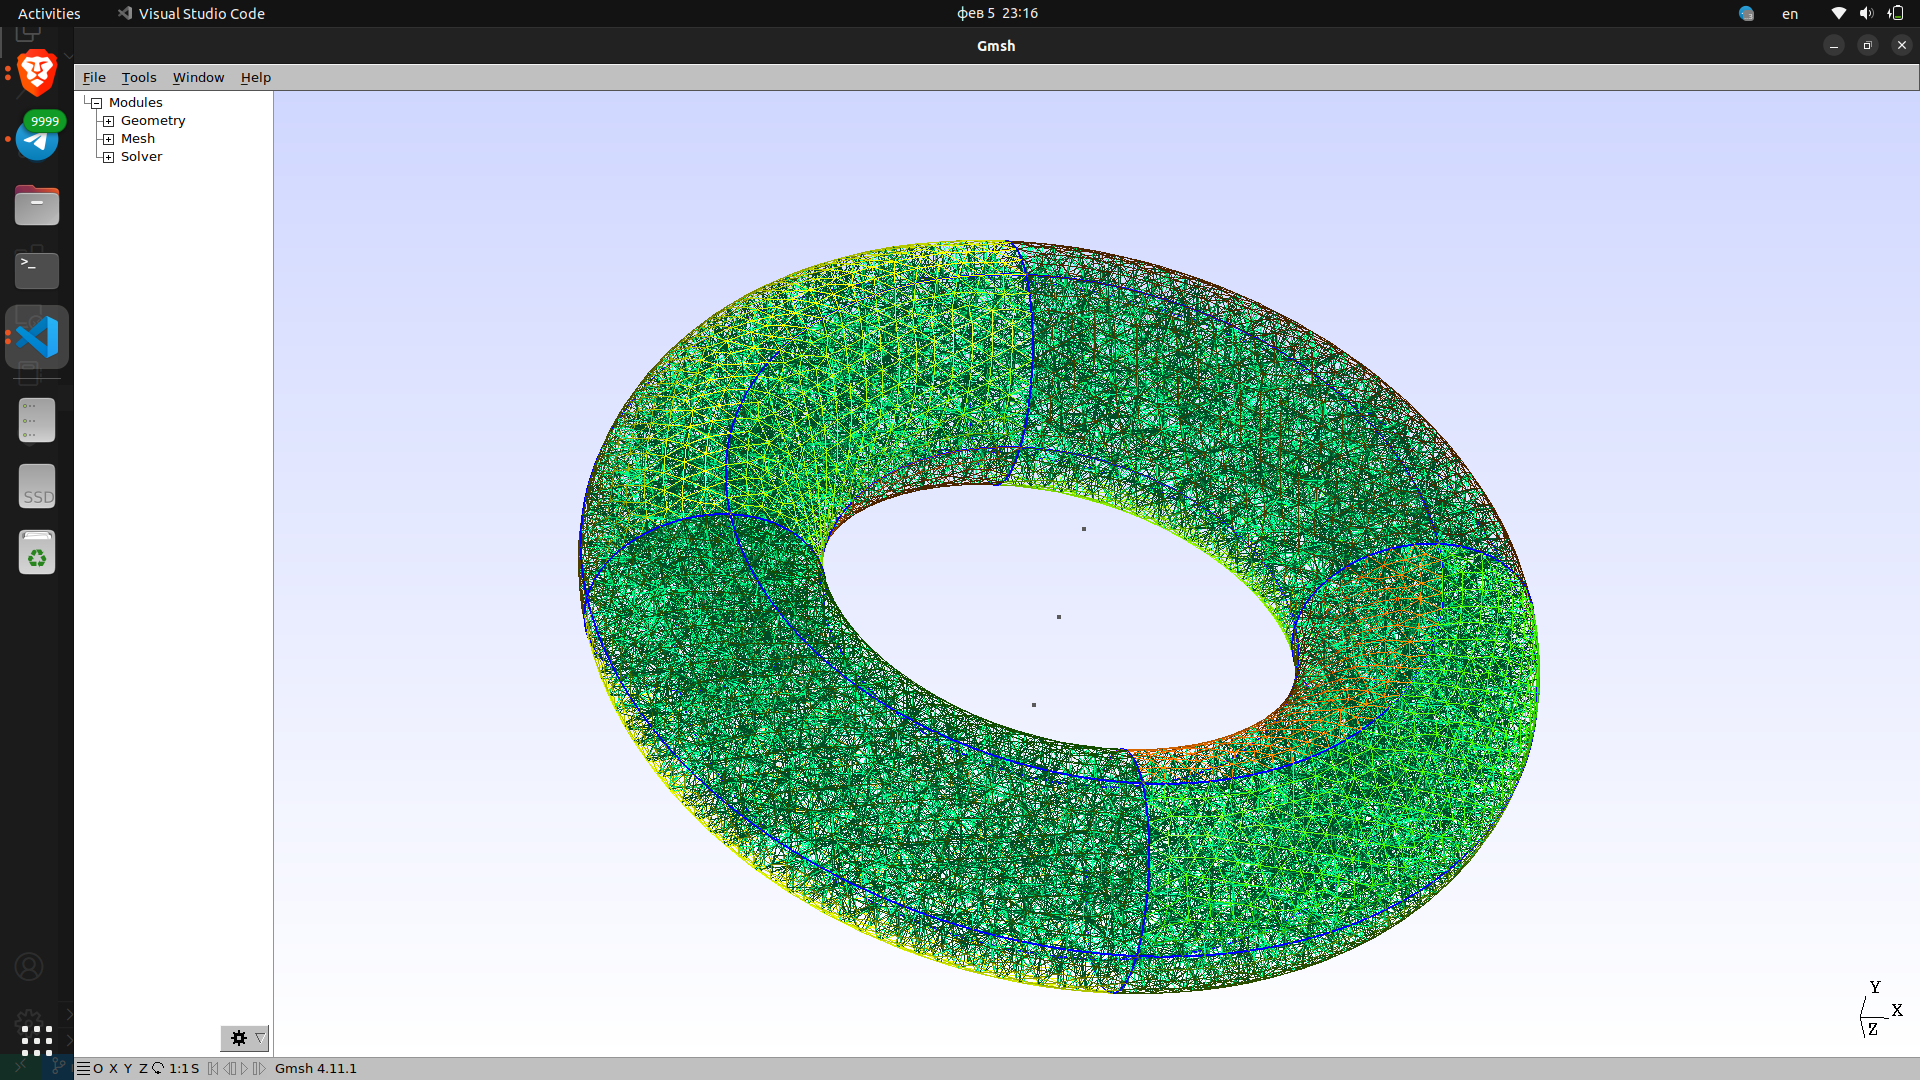 Activities Visual Studio Code фев 5 23:16 en
Gmsh
File Tools Window Help
Modules
Geometry
Mesh
Solver
9999
>_
SSD
Y
X
Z
O X Y Z 1:1 S Gmsh 4.11.1